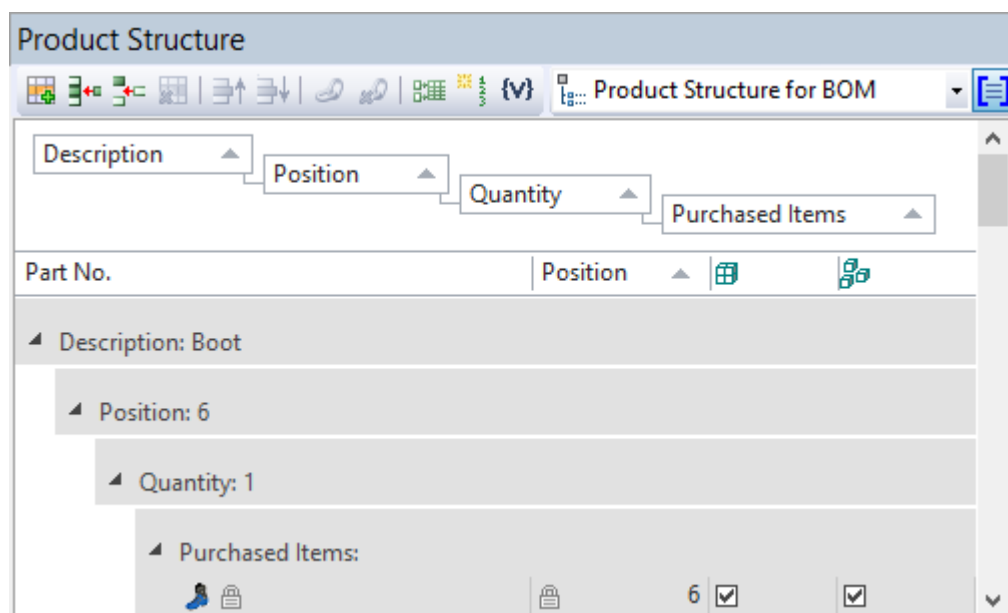 Product Structure
{v} Product Structure for BOM
Description
Position
Quantity
Purchased Items
Part No. Position
Description: Boot
Position: 6
Quantity: 1
Purchased Items:
6